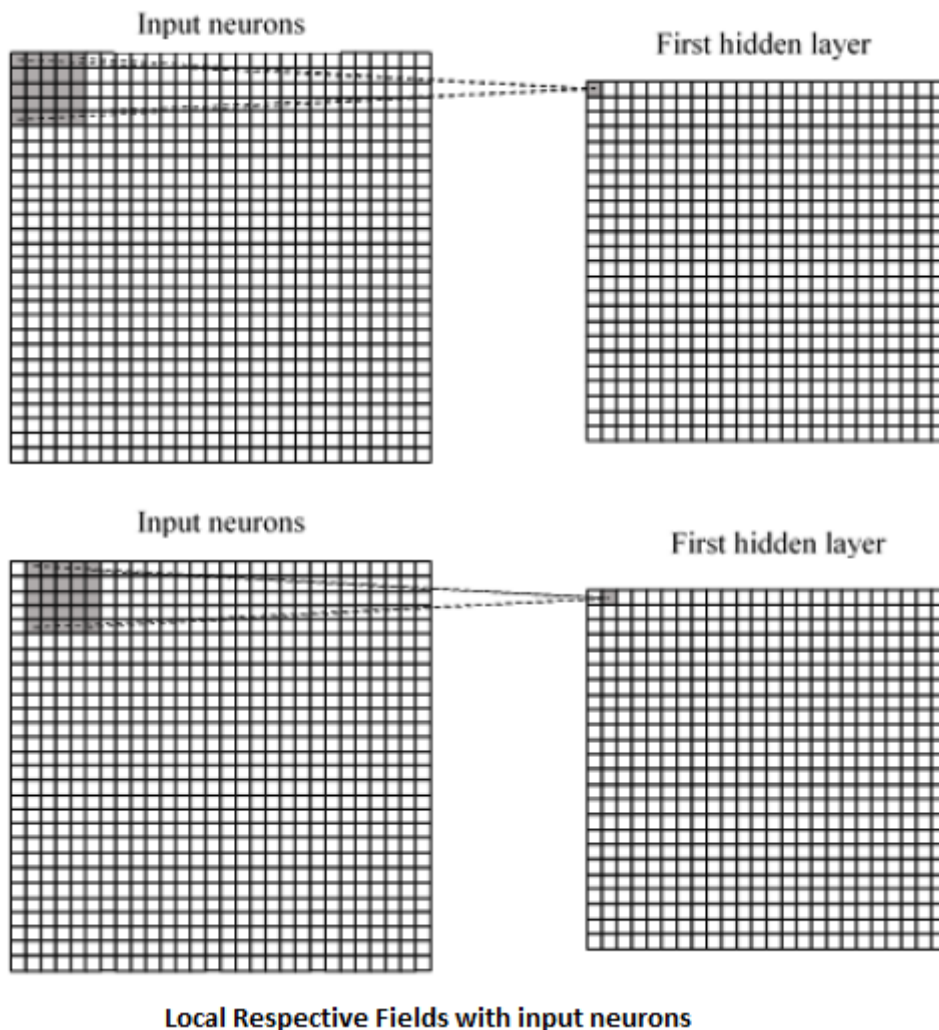 Input neurons
First hidden layer
Input neurons
First hidden layer
Local Respective Fields with input neurons